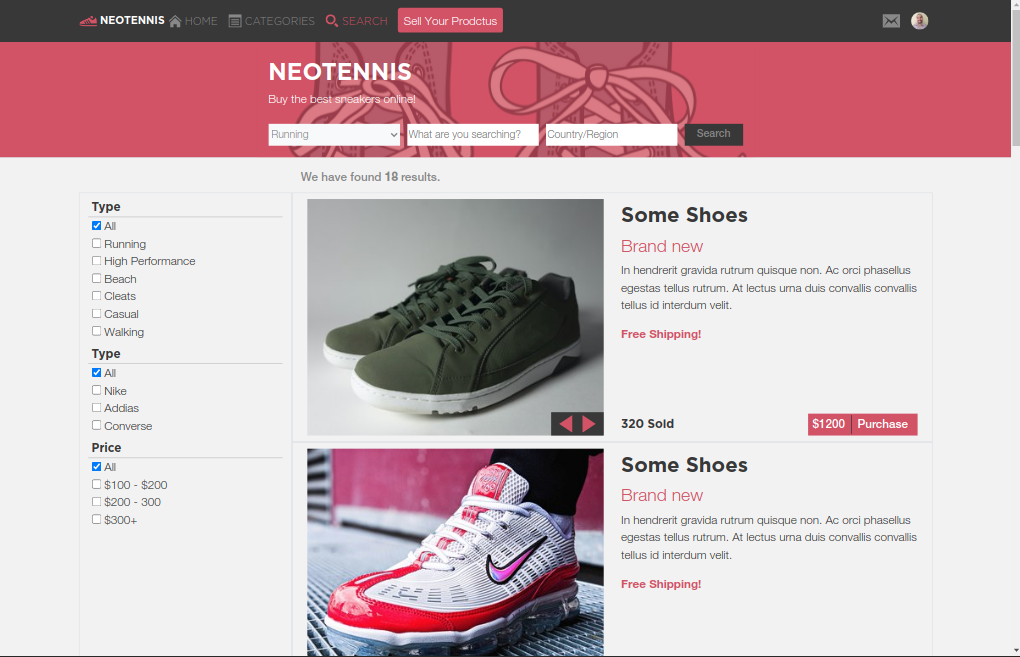 NEOTENNIS HOME CATEGORIES SEARCH Sell Your Prodctus
NEOTENNIS
Buy the best sneakers online!
Running What are you searching? Country/Region Search
We have found 18 results.
Type
All
Running
High Performance
Beach
Cleats
Casual
Walking
Type
All
Nike
Addias
Converse
Price
All
$100 - $200
$200 - 300
$300+
Some Shoes
Brand new
In hendrerit gravida rutrum quisque non. Ac orci phasellus
egestas tellus rutrum. At lectus urna duis convallis convallis
tellus id interdum velit.
Free Shipping!
320 Sold $1200 Purchase
Some Shoes
Brand new
In hendrerit gravida rutrum quisque non. Ac orci phasellus
egestas tellus rutrum. At lectus urna duis convallis convallis
tellus id interdum velit.
Free Shipping!